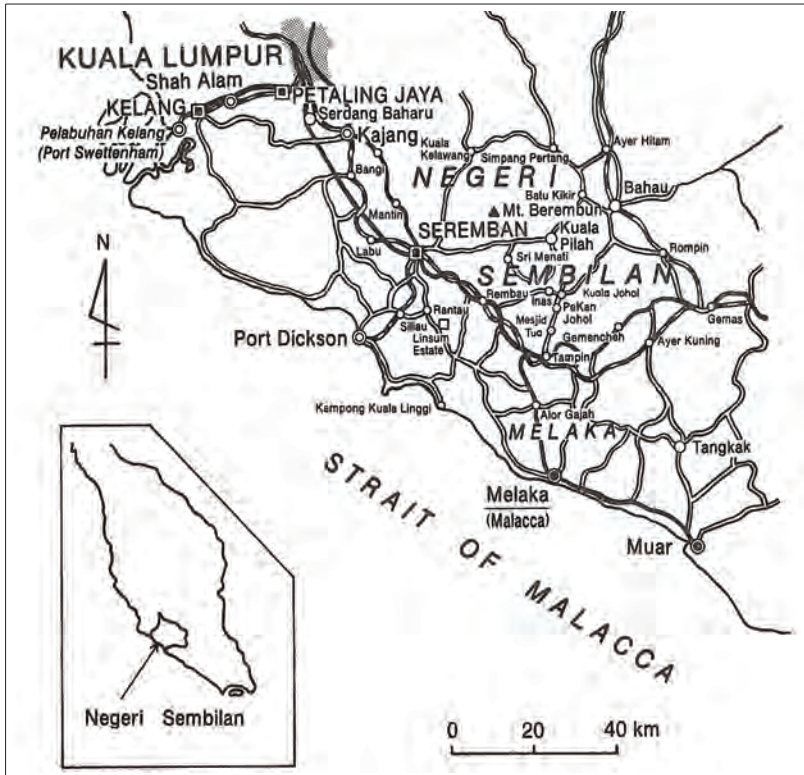 KUALA LUMPUR
Shah Alam
PETALING JAYA
KELANG
Serdang Baharu
Pelabuhan Kelang
(Port Swettenham)
Kajang
Kuala
Kelawang
Simpang Pertang
Ayer Hitam
Bangi
NEGERI
Batu Kikir
Bahau
Mantin
Mt. Berembun
SEREMBAN
Kuala
Pilah
Labu
Sri Menati
Rompin
N
SEMBILAN
Rembau
Inas
Kuala Johol
Rantau
PeKan
Johol
Gemas
Port Dickson
Siliau
Linsum
Estate
Mesjid
Tua
Gemencheh
Ayer Kuning
Tampin
Kampong Kuala Linggi
Alor Gajah
MELAKA
Tangkak
STRAIT OF MALACCA
Melaka
(Malacca)
Muar
Negeri Sembilan
0 20 40 km